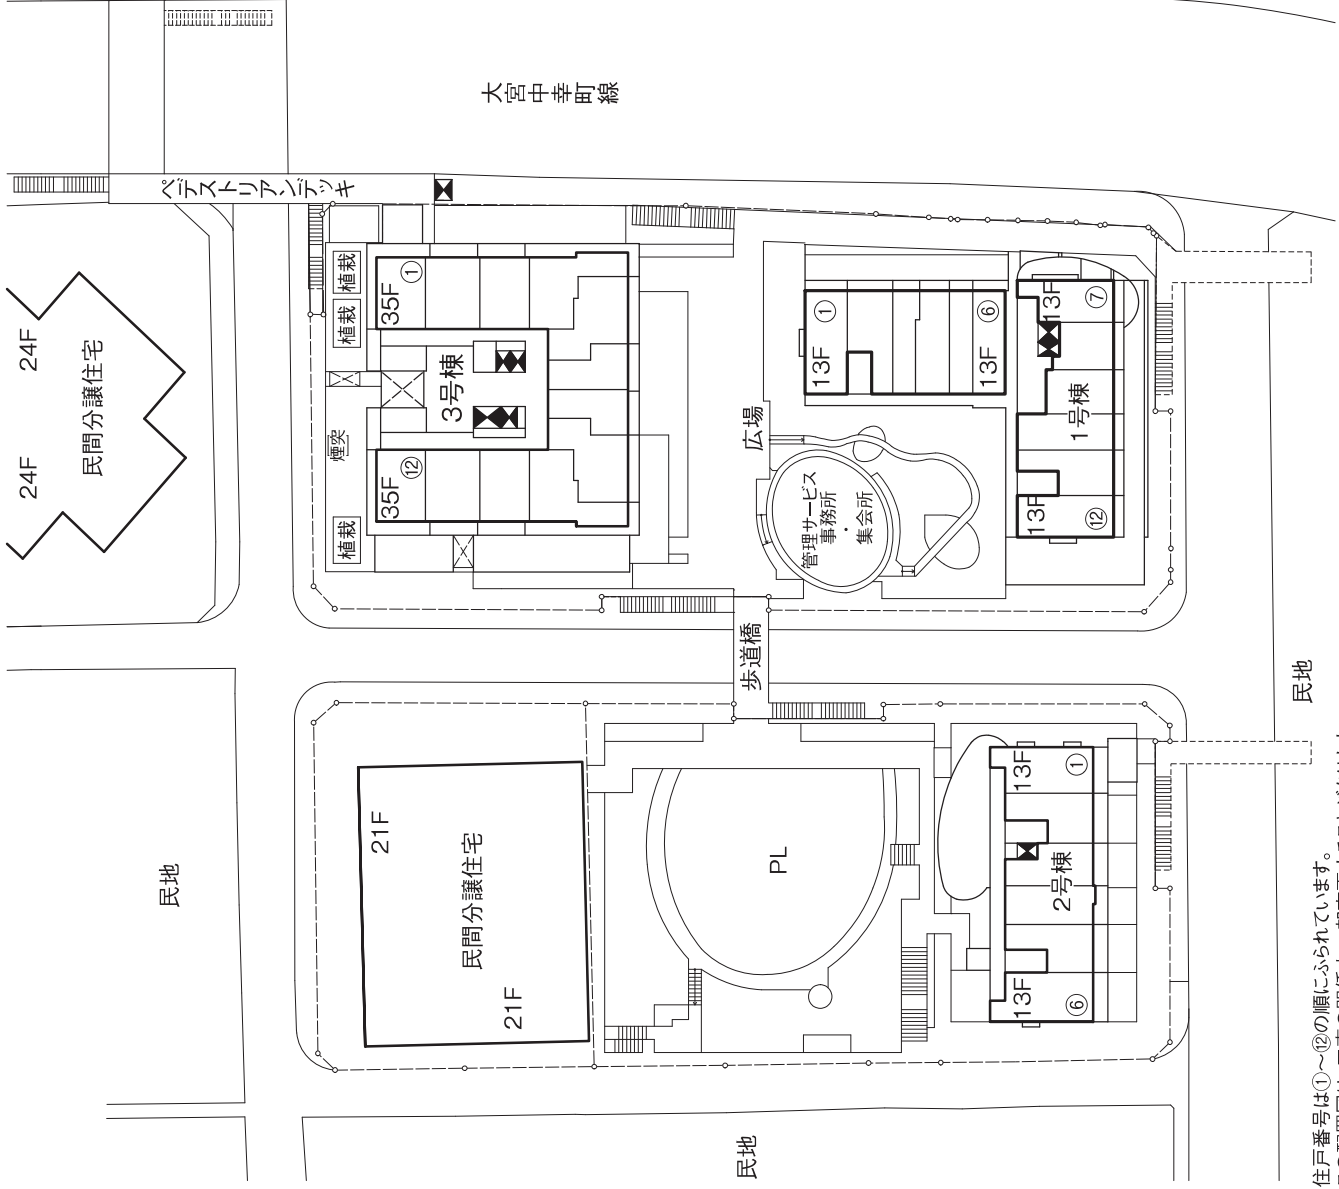 大宮中幸町線
ペデストリアンデッキ
24F
24F
民間分譲住宅
植栽
植栽
植栽
煙突
35F
①
35F
⑫
3号棟
広場
管理サービス
事務所
・
集会所
13F
①
13F
⑥
13F
⑦
13F
⑫
1号棟
歩道橋
民地
民地
民地
21F
21F
民間分譲住宅
PL
13F
①
13F
⑥
2号棟
住戸番号は①～⑫の順にふられています。